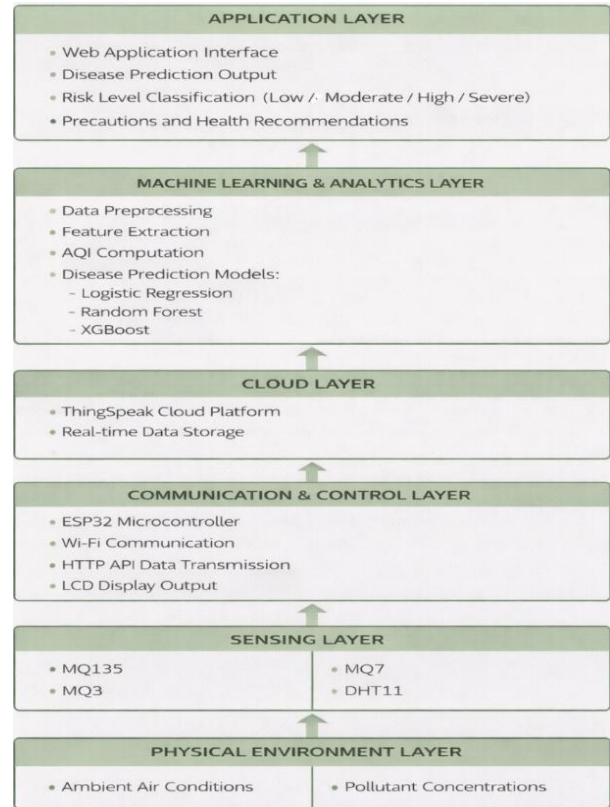 APPLICATION LAYER
• Web Application Interface
• Disease Prediction Output
• Risk Level Classification (Low / Moderate / High / Severe)
• Precautions and Health Recommendations
MACHINE LEARNING & ANALYTICS LAYER
• Data Preprocessing
• Feature Extraction
• AQI Computation
• Disease Prediction Models:
- Logistic Regression
- Random Forest
- XGBoost
CLOUD LAYER
• ThingSpeak Cloud Platform
• Real-time Data Storage
COMMUNICATION & CONTROL LAYER
• ESP32 Microcontroller
• Wi-Fi Communication
• HTTP API Data Transmission
• LCD Display Output
SENSING LAYER
• MQ135
• MQ3
• MQ7
• DHT11
PHYSICAL ENVIRONMENT LAYER
• Ambient Air Conditions
• Pollutant Concentrations